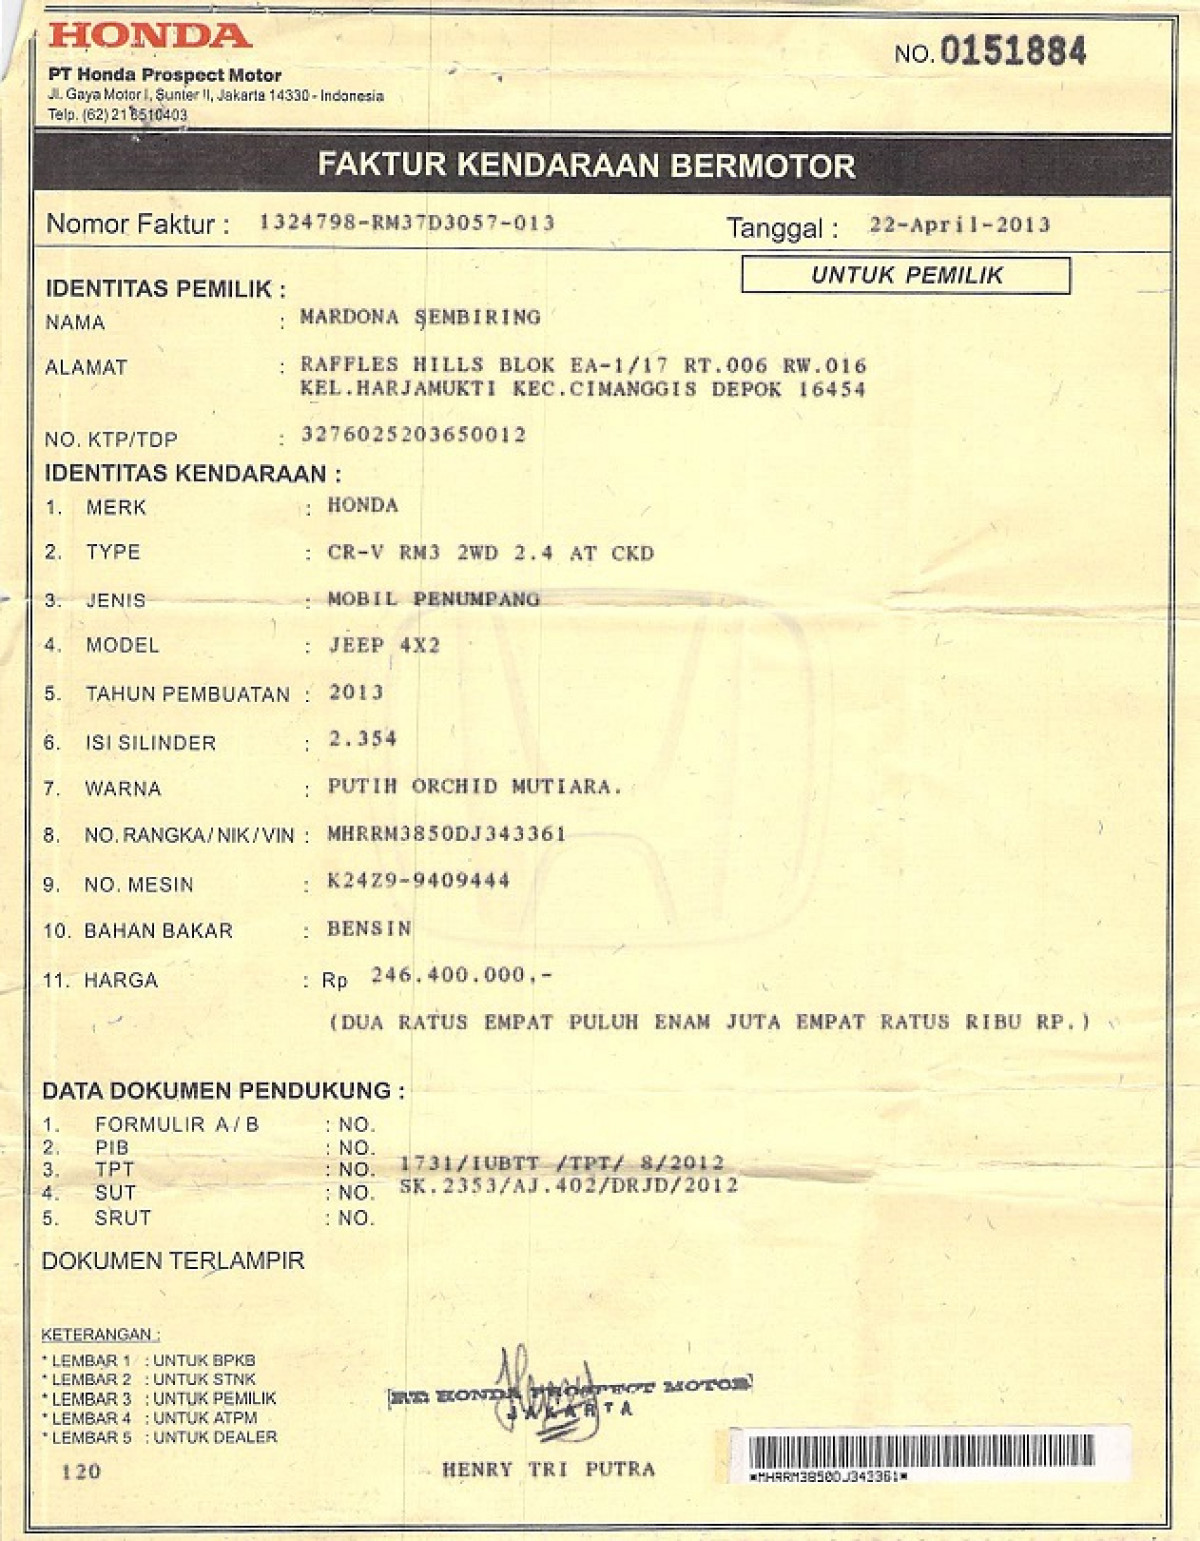 HONDA
NO. 0151884
PT Honda Prospect Motor
Jl. Gaya Motor I, Sunter II, Jakarta 14330 - Indonesia
Telp. (62) 21 6510403
FAKTUR KENDARAAN BERMOTOR
Nomor Faktur : 1324798-RM37D3057-013 Tanggal : 22-April-2013
UNTUK PEMILIK
IDENTITAS PEMILIK :
NAMA : MARDONA SEMBIRING
ALAMAT : RAFFLES HILLS BLOK EA-1/17 RT.006 RW.016
KEL.HARJAMUKTI KEC.CIMANGGIS DEPOK 16454
NO. KTP/TDP : 3276025203650012
IDENTITAS KENDARAAN :
1. MERK : HONDA
2. TYPE : CR-V RM3 2WD 2.4 AT CKD
3. JENIS : MOBIL PENUMPANG
4. MODEL : JEEP 4X2
5. TAHUN PEMBUATAN : 2013
6. ISI SILINDER : 2.354
7. WARNA : PUTIH ORCHID MUTIARA.
8. NO. RANGKA / NIK / VIN : MHRRM3850DJ343361
9. NO. MESIN : K24Z9-9409444
10. BAHAN BAKAR : BENSIN
11. HARGA : Rp 246.400.000,-
(DUA RATUS EMPAT PULUH ENAM JUTA EMPAT RATUS RIBU RP.)
DATA DOKUMEN PENDUKUNG :
1. FORMULIR A / B : NO.
2. PIB : NO.
3. TPT : NO. 1731/IUBTT /TPT/ 8/2012
4. SUT : NO. SK.2353/AJ.402/DRJD/2012
5. SRUT : NO.
DOKUMEN TERLAMPIR
KETERANGAN :
* LEMBAR 1 : UNTUK BPKB
* LEMBAR 2 : UNTUK STNK
* LEMBAR 3 : UNTUK PEMILIK
* LEMBAR 4 : UNTUK ATPM
* LEMBAR 5 : UNTUK DEALER
PT. HONDA PROSPECT MOTOR
JAKARTA
Henry
120
HENRY TRI PUTRA
*MHRRM3850DJ343361*